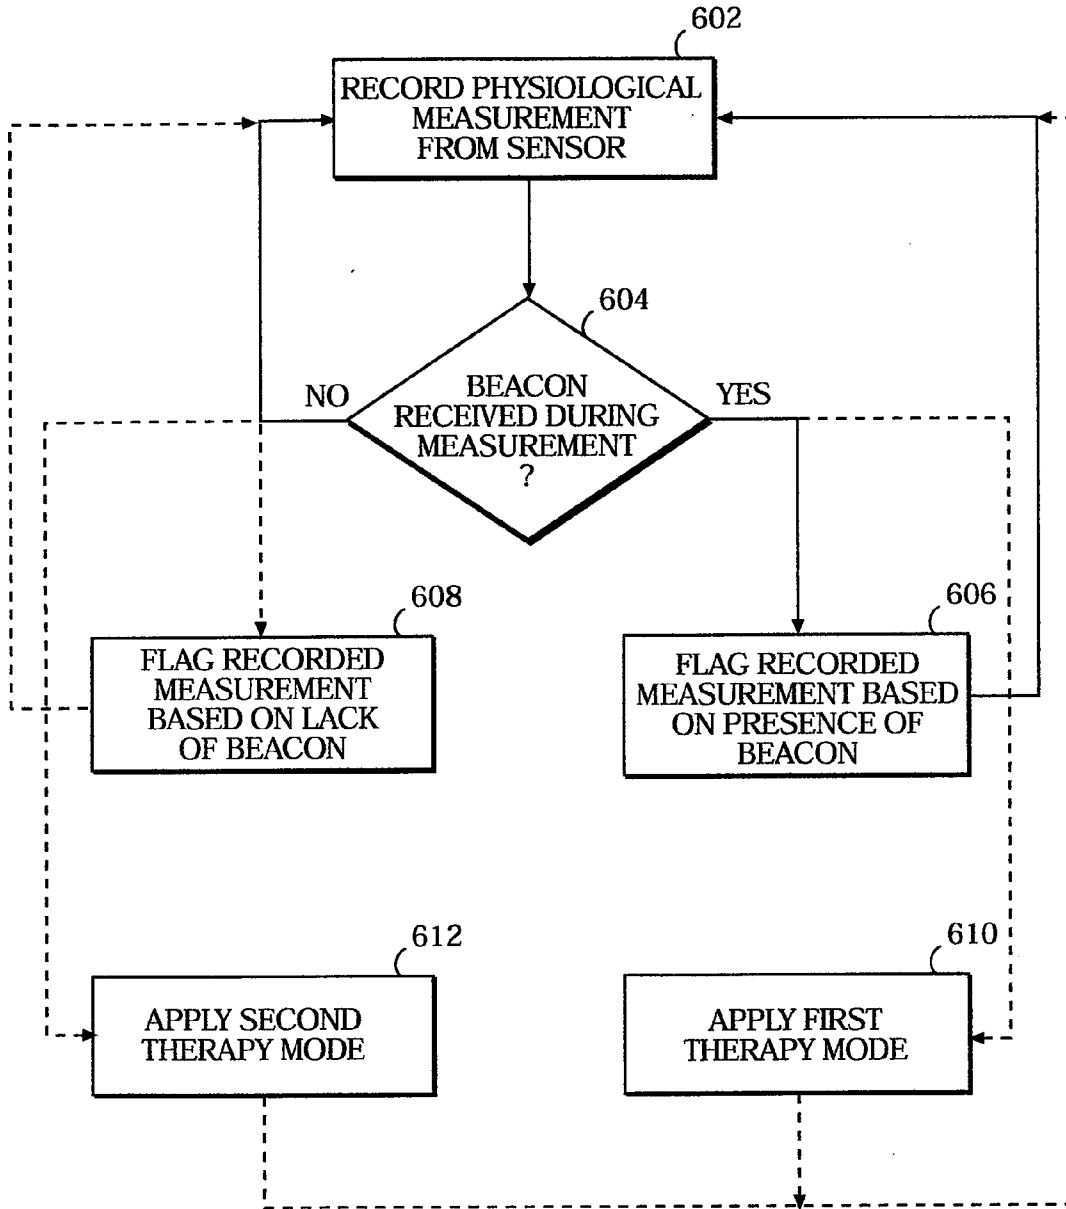 602
RECORD PHYSIOLOGICAL
MEASUREMENT
FROM SENSOR
604
NO
BEACON
RECEIVED DURING
MEASUREMENT
?
YES
608
FLAG RECORDED
MEASUREMENT
BASED ON LACK
OF BEACON
606
FLAG RECORDED
MEASUREMENT BASED
ON PRESENCE OF
BEACON
612
APPLY SECOND
THERAPY MODE
610
APPLY FIRST
THERAPY MODE